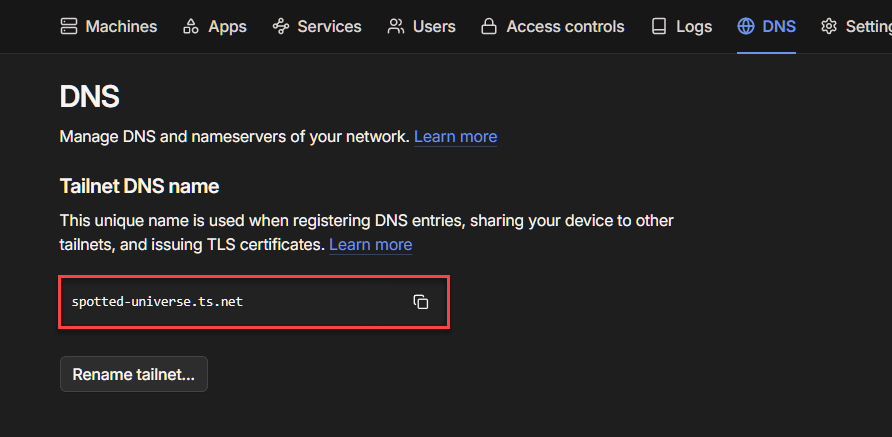 Machines Apps Services Users Access controls Logs DNS
DNS
Manage DNS and nameservers of your network. Learn more
Tailnet DNS name
This unique name is used when registering DNS entries, sharing your device to other
tailnets, and issuing TLS certificates. Learn more
spotted-universe.ts.net
Rename tailnet...